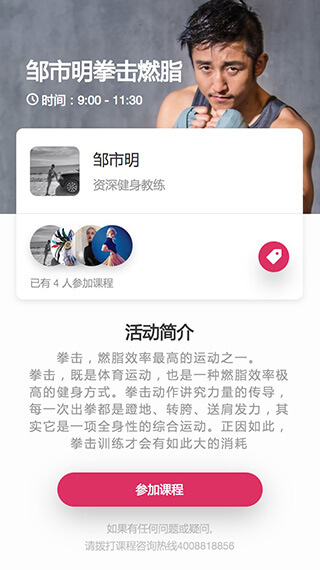 邹市明拳击燃脂
时间：9:00 - 11:30
邹市明
资深健身教练
已有 4 人参加课程
活动简介
拳击，燃脂效率最高的运动之一。
拳击，既是体育运动，也是一种燃脂效率极
高的健身方式。拳击动作讲究力量的传导，
每一次出拳都是蹬地、转胯、送肩发力，其
实它是一项全身性的综合运动。正因如此，
拳击训练才会有如此大的消耗
参加课程
如果有任何问题或疑问,
请拨打课程咨询热线4008818856